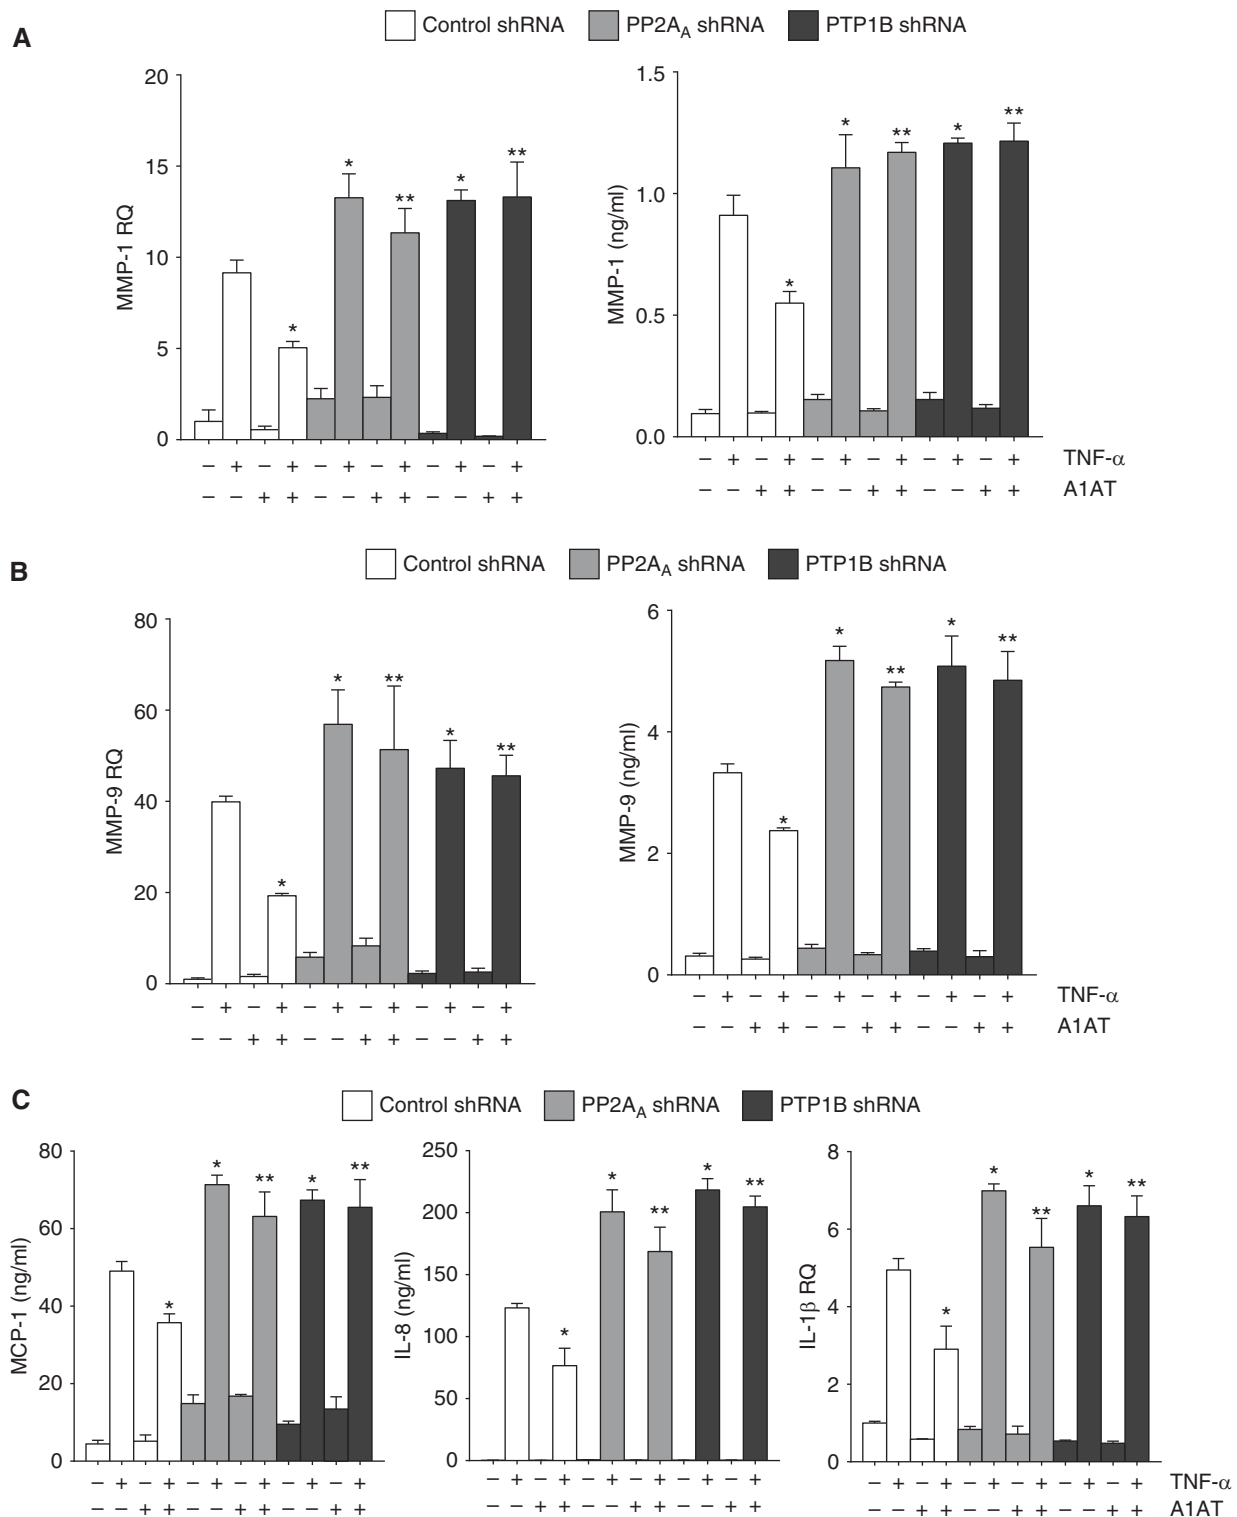 A
Control shRNA PP2AA shRNA PTP1B shRNA
MMP-1 RQ
20
15
10
5
0
* * ** * **
− + − + − + − + − + − +
− − + + − − + + − − + +
MMP-1 (ng/ml)
1.5
1.0
0.5
0.0
* * ** * **
− + − + − + − + − + − + TNF-α
− − + + − − + + − − + + A1AT
B
Control shRNA PP2AA shRNA PTP1B shRNA
MMP-9 RQ
80
60
40
20
0
* * ** * **
− + − + − + − + − + − +
− − + + − − + + − − + +
MMP-9 (ng/ml)
6
4
2
0
* * ** * **
− + − + − + − + − + − + TNF-α
− − + + − − + + − − + + A1AT
C
Control shRNA PP2AA shRNA PTP1B shRNA
MCP-1 (ng/ml)
80
60
40
20
0
* * ** * **
− + − + − + − + − + − +
− − + + − − + + − − + +
IL-8 (ng/ml)
250
200
150
100
50
0
* * ** * **
− + − + − + − + − + − +
− − + + − − + + − − + +
IL-1β RQ
8
6
4
2
0
* * ** * **
− + − + − + − + − + − + TNF-α
− − + + − − + + − − + + A1AT